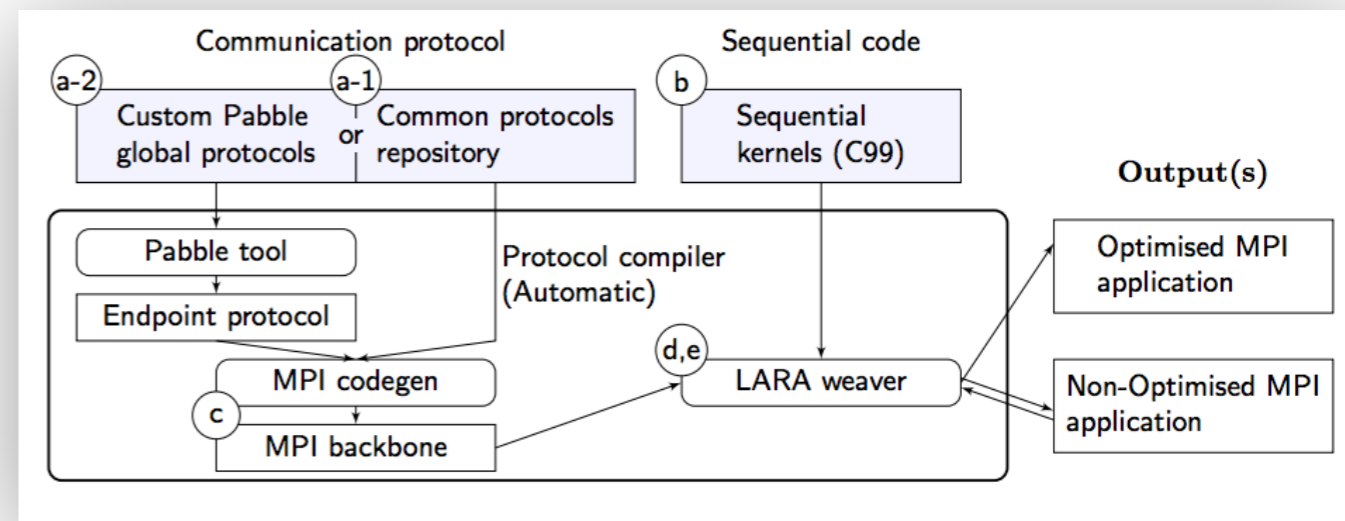 Communication protocol
Sequential code
a-2
a-1
b
Custom Pabble
global protocols
or
Common protocols
repository
Sequential
kernels (C99)
Output(s)
Pabble tool
Endpoint protocol
Protocol compiler
(Automatic)
Optimised MPI
application
MPI codegen
c
MPI backbone
d,e
LARA weaver
Non-Optimised MPI
application